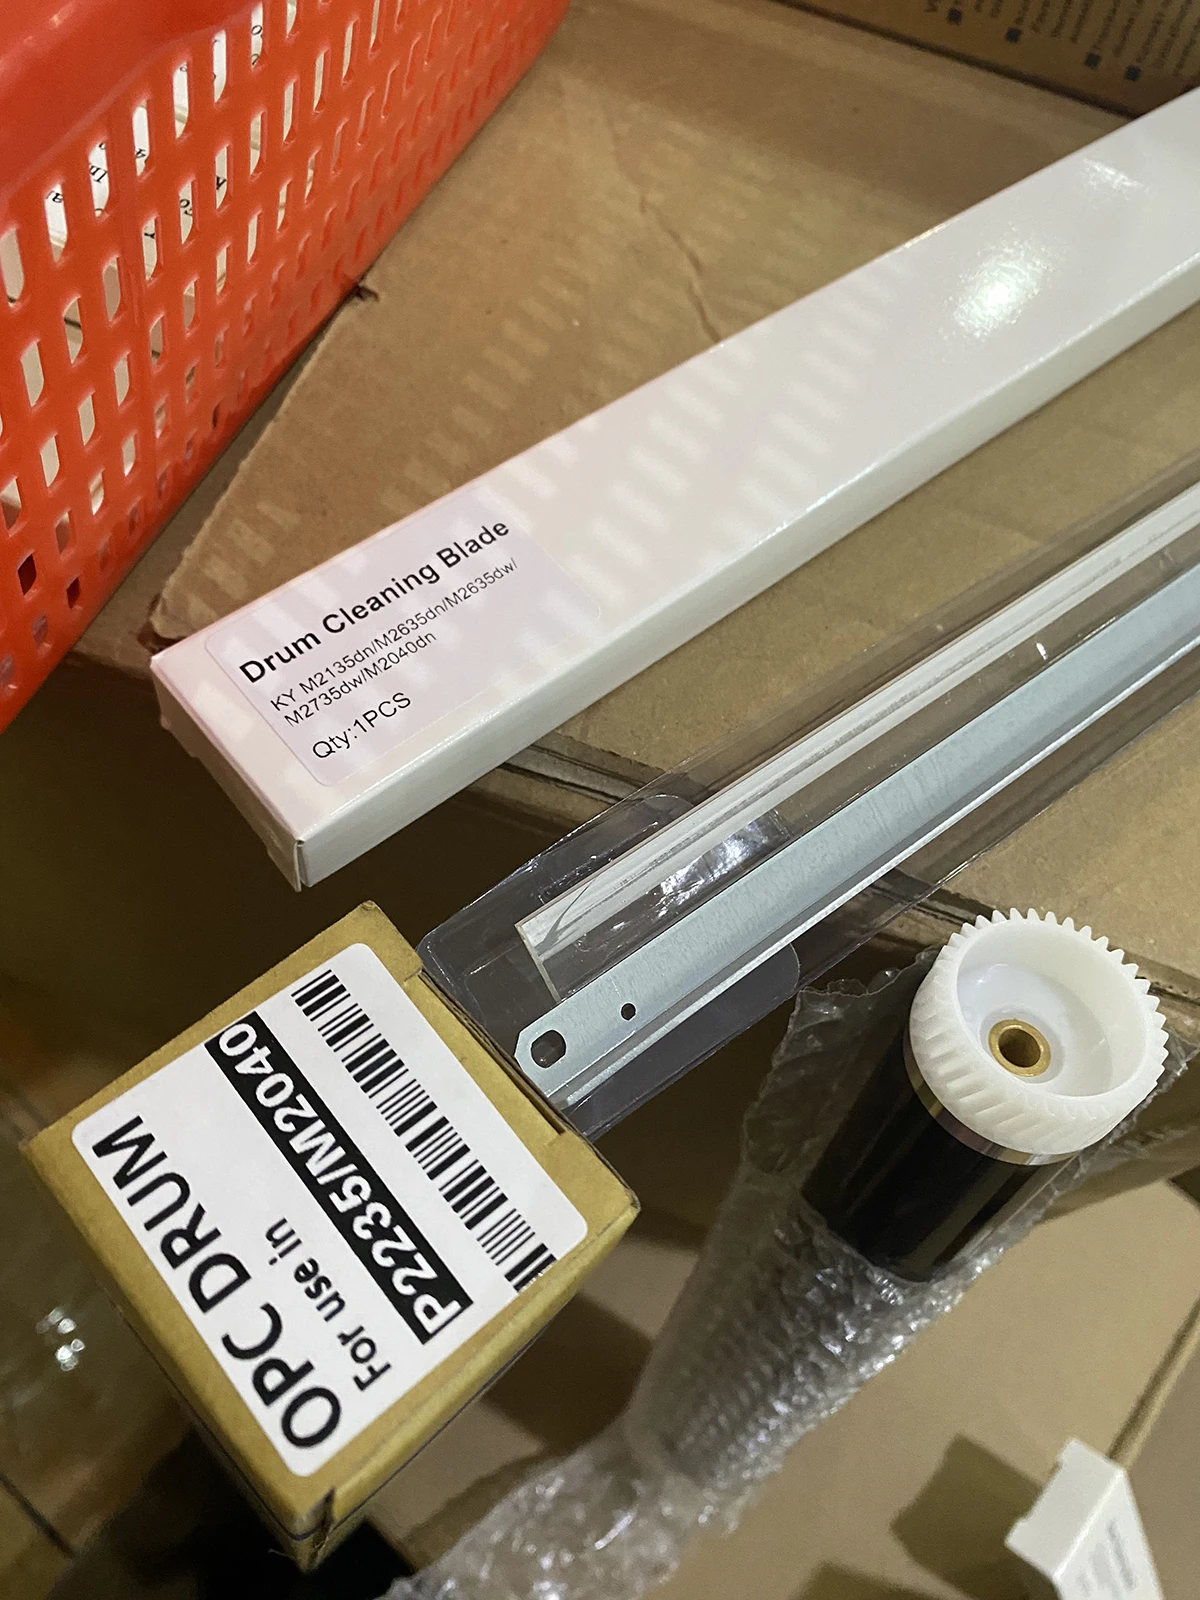 Drum Cleaning Blade
KY M2135dn/M2635dn/M2635dw/
M2735dw/M2040dn
Qty:1PCS
OPC DRUM
For use in
P2235/M2040